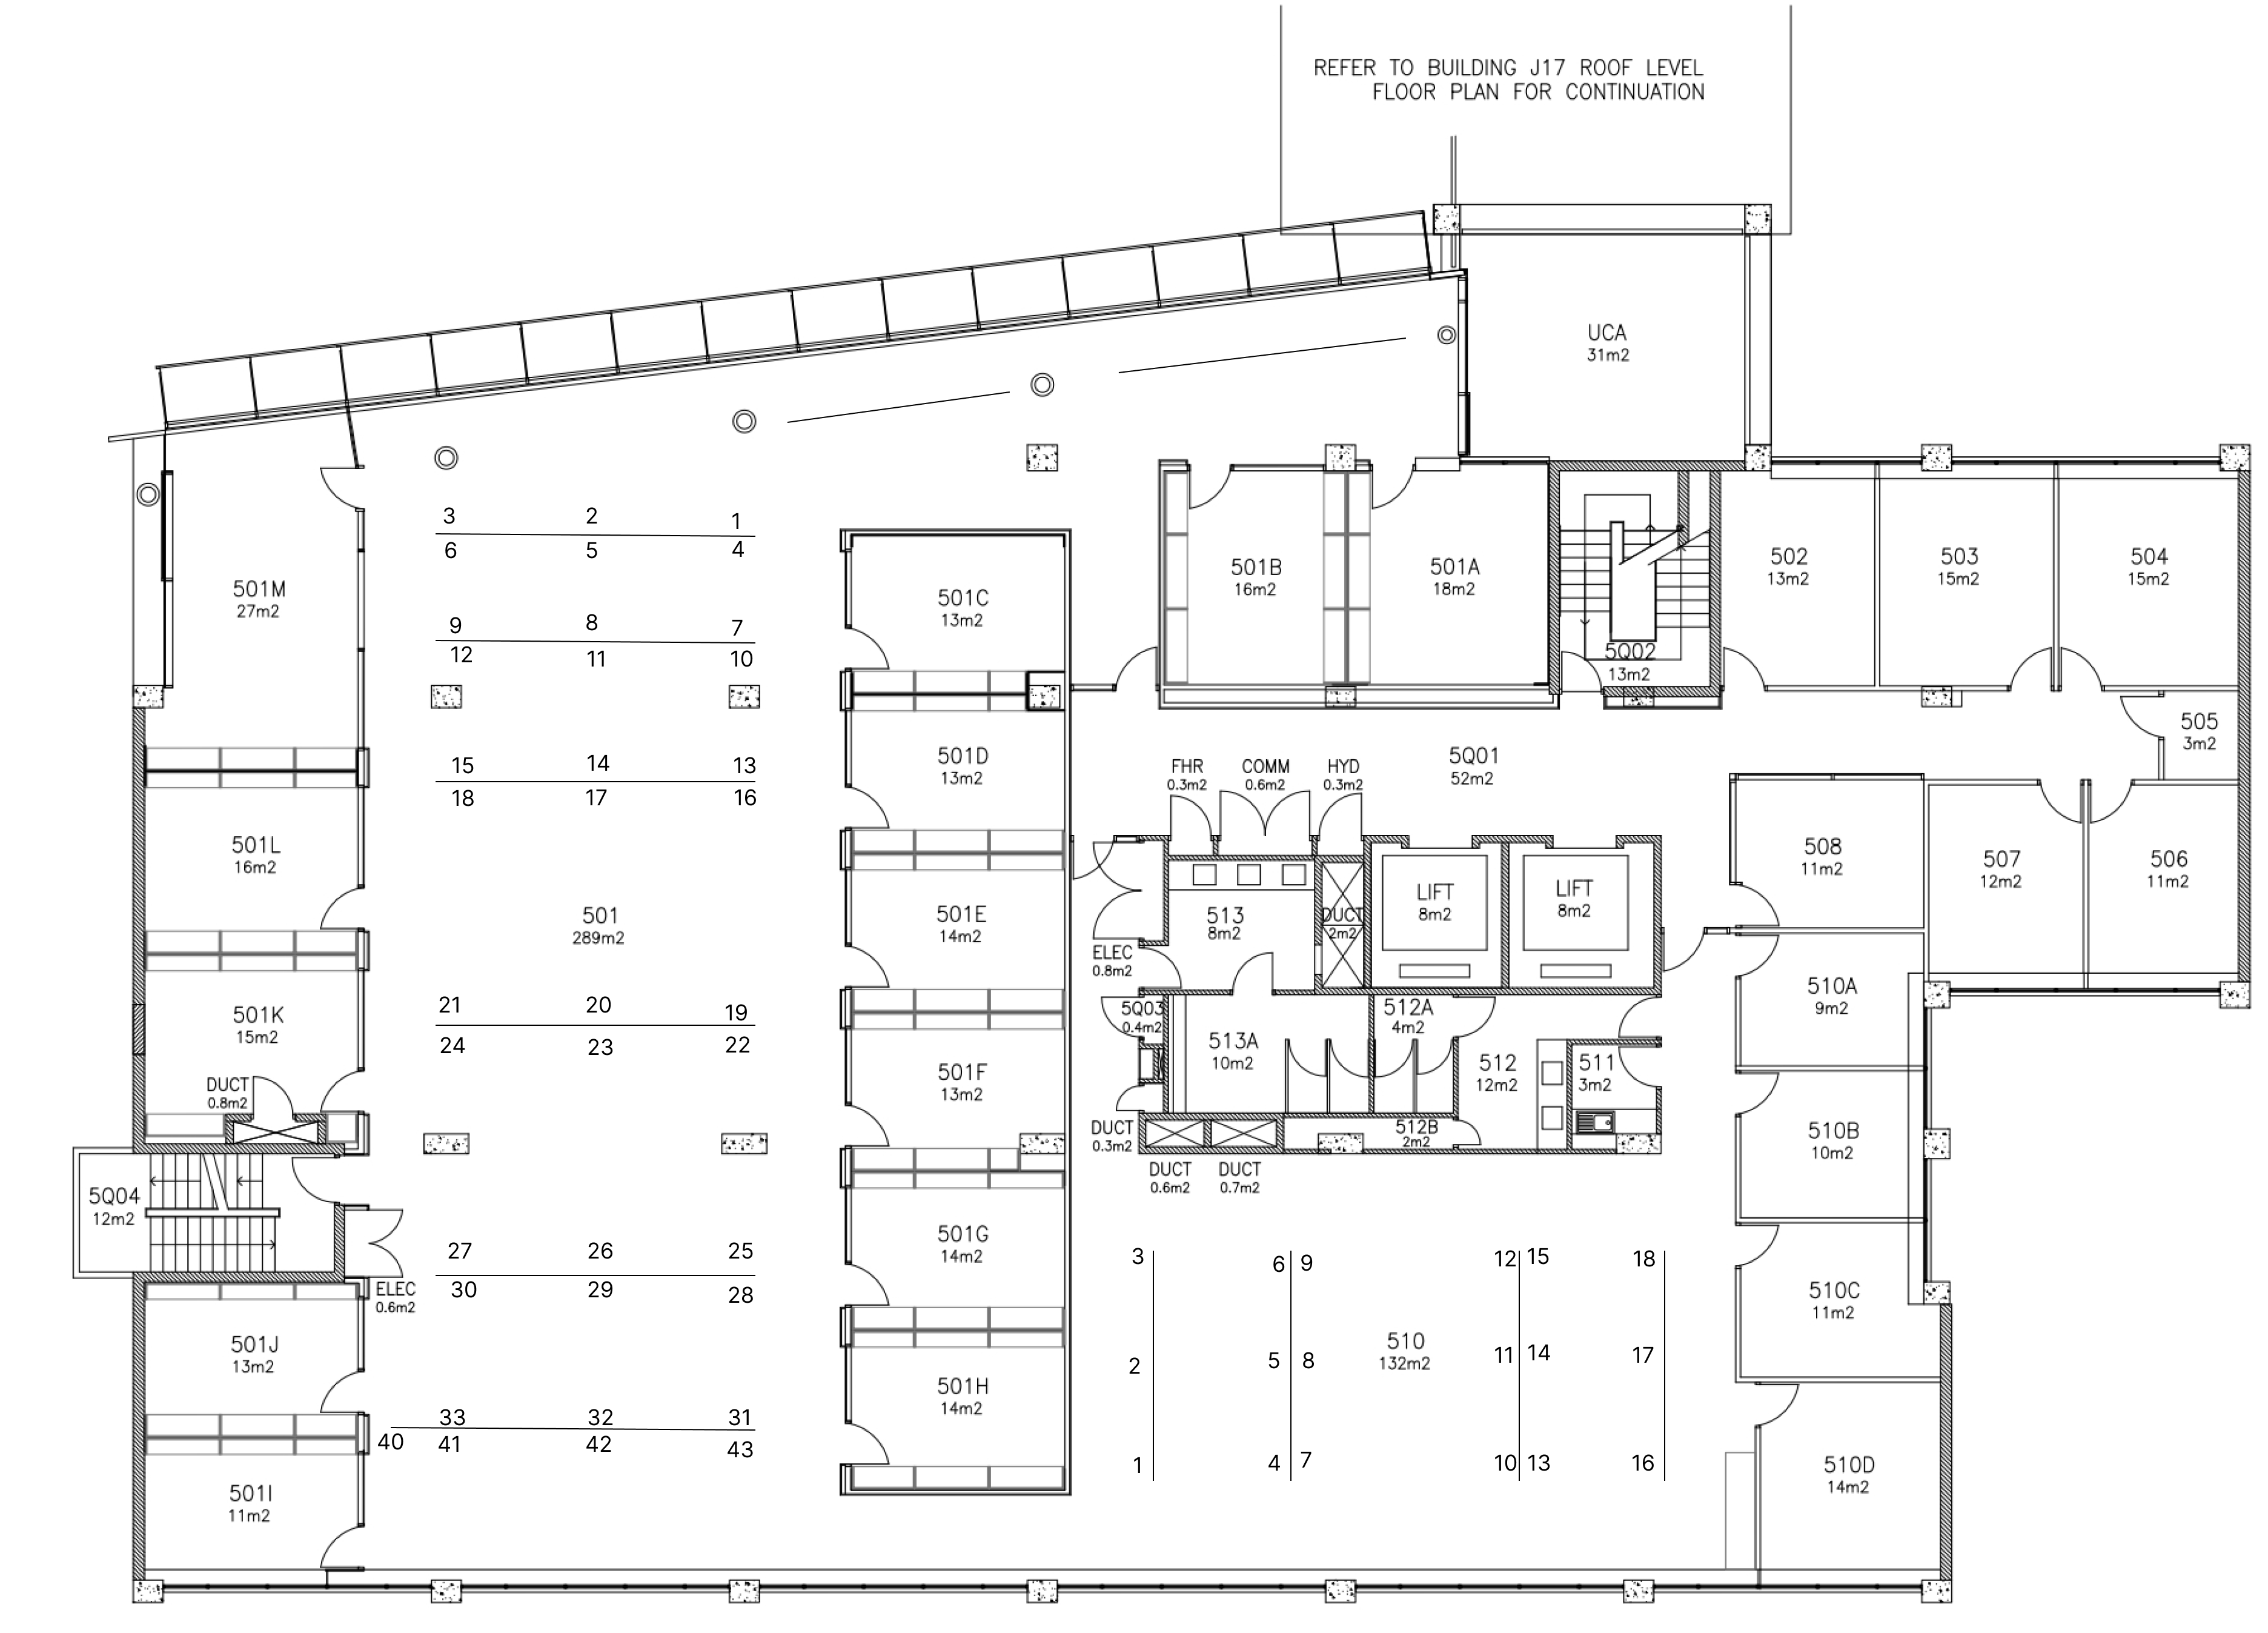 REFER TO BUILDING J17 ROOF LEVEL
FLOOR PLAN FOR CONTINUATION
UCA
31m2
3 2 1
6 5 4
9 8 7
12 11 10
15 14 13
18 17 16
501
289m2
21 20 19
24 23 22
27 26 25
30 29 28
33 32 31
40 41 42 43
501M
27m2
501L
16m2
501K
15m2
DUCT
0.8m2
5Q04
12m2
ELEC
0.6m2
501J
13m2
501I
11m2
501C
13m2
501D
13m2
501E
14m2
501F
13m2
501G
14m2
501H
14m2
501B
16m2
501A
18m2
5Q02
13m2
502
13m2
503
15m2
504
15m2
505
3m2
5Q01
52m2
FHR
0.3m2
COMM
0.6m2
HYD
0.3m2
508
11m2
507
12m2
506
11m2
513
8m2
DUCT
2m2
LIFT
8m2
LIFT
8m2
ELEC
0.8m2
5Q03
0.4m2
513A
10m2
512A
4m2
512
12m2
511
3m2
512B
2m2
DUCT
0.3m2
DUCT
0.6m2
DUCT
0.7m2
510A
9m2
510B
10m2
510C
11m2
510D
14m2
3 6 9 12 15 18
510
132m2
2 5 8 11 14 17
1 4 7 10 13 16